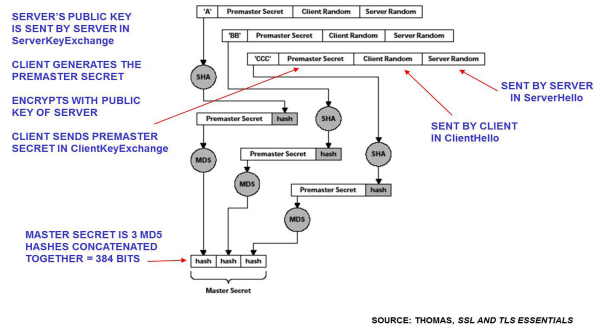 SERVER'S PUBLIC KEY
IS SENT BY SERVER IN
ServerKeyExchange
CLIENT GENERATES THE
PREMASTER SECRET
ENCRYPTS WITH PUBLIC
KEY OF SERVER
CLIENT SENDS PREMASTER
SECRET IN ClientKeyExchange
'A' Premaster Secret Client Random Server Random
'BB' Premaster Secret Client Random Server Random
'CCC' Premaster Secret Client Random Server Random
SENT BY SERVER
IN ServerHello
SENT BY CLIENT
IN ClientHello
SHA
Premaster Secret hash
SHA
MD5
Premaster Secret hash
SHA
MD5
Premaster Secret hash
MD5
MASTER SECRET IS 3 MD5
HASHES CONCATENATED
TOGETHER = 384 BITS
hash hash hash
Master Secret
SOURCE: THOMAS, SSL AND TLS ESSENTIALS